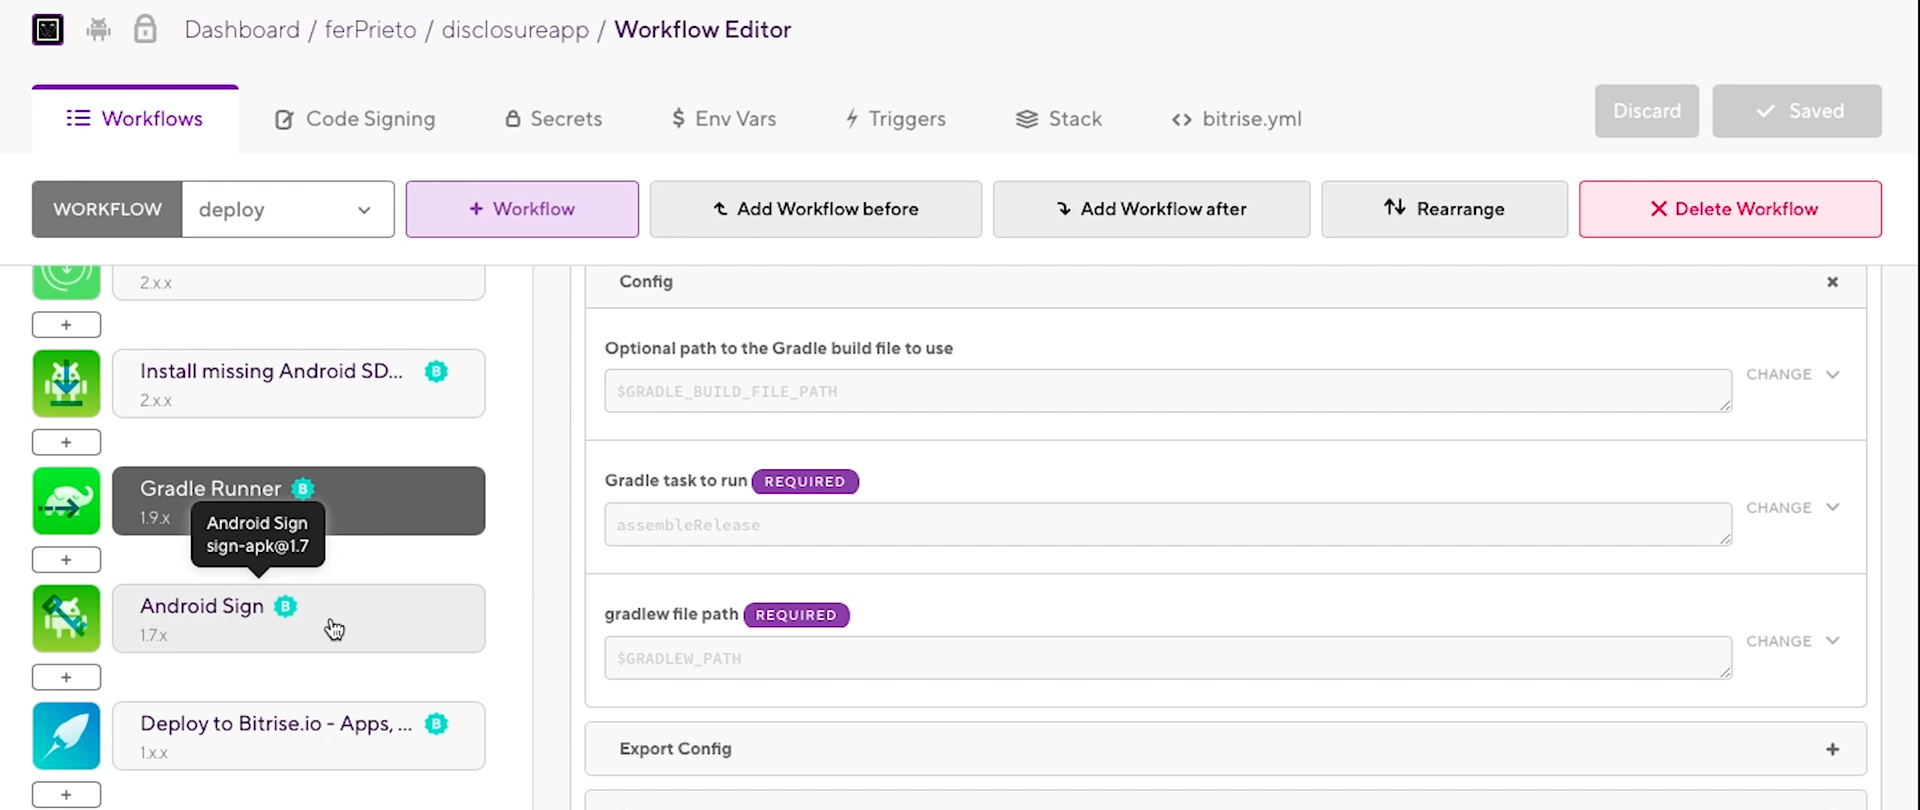 Dashboard / ferPrieto / disclosureapp / Workflow Editor
Workflows
Code Signing
Secrets
$ Env Vars
Triggers
Stack
<> bitrise.yml
Discard
Saved
WORKFLOW
deploy
+ Workflow
Add Workflow before
Add Workflow after
Rearrange
Delete Workflow
2.x.x
+
Install missing Android SD...
B
2.x.x
+
Gradle Runner
B
1.9.x
Android Sign
sign-apk@1.7
+
Android Sign
B
1.7.x
+
Deploy to Bitrise.io - Apps, ...
B
1.x.x
+
Config
Optional path to the Gradle build file to use
$GRADLE_BUILD_FILE_PATH
CHANGE
Gradle task to run REQUIRED
assembleRelease
CHANGE
gradlew file path REQUIRED
$GRADLEW_PATH
CHANGE
Export Config
+